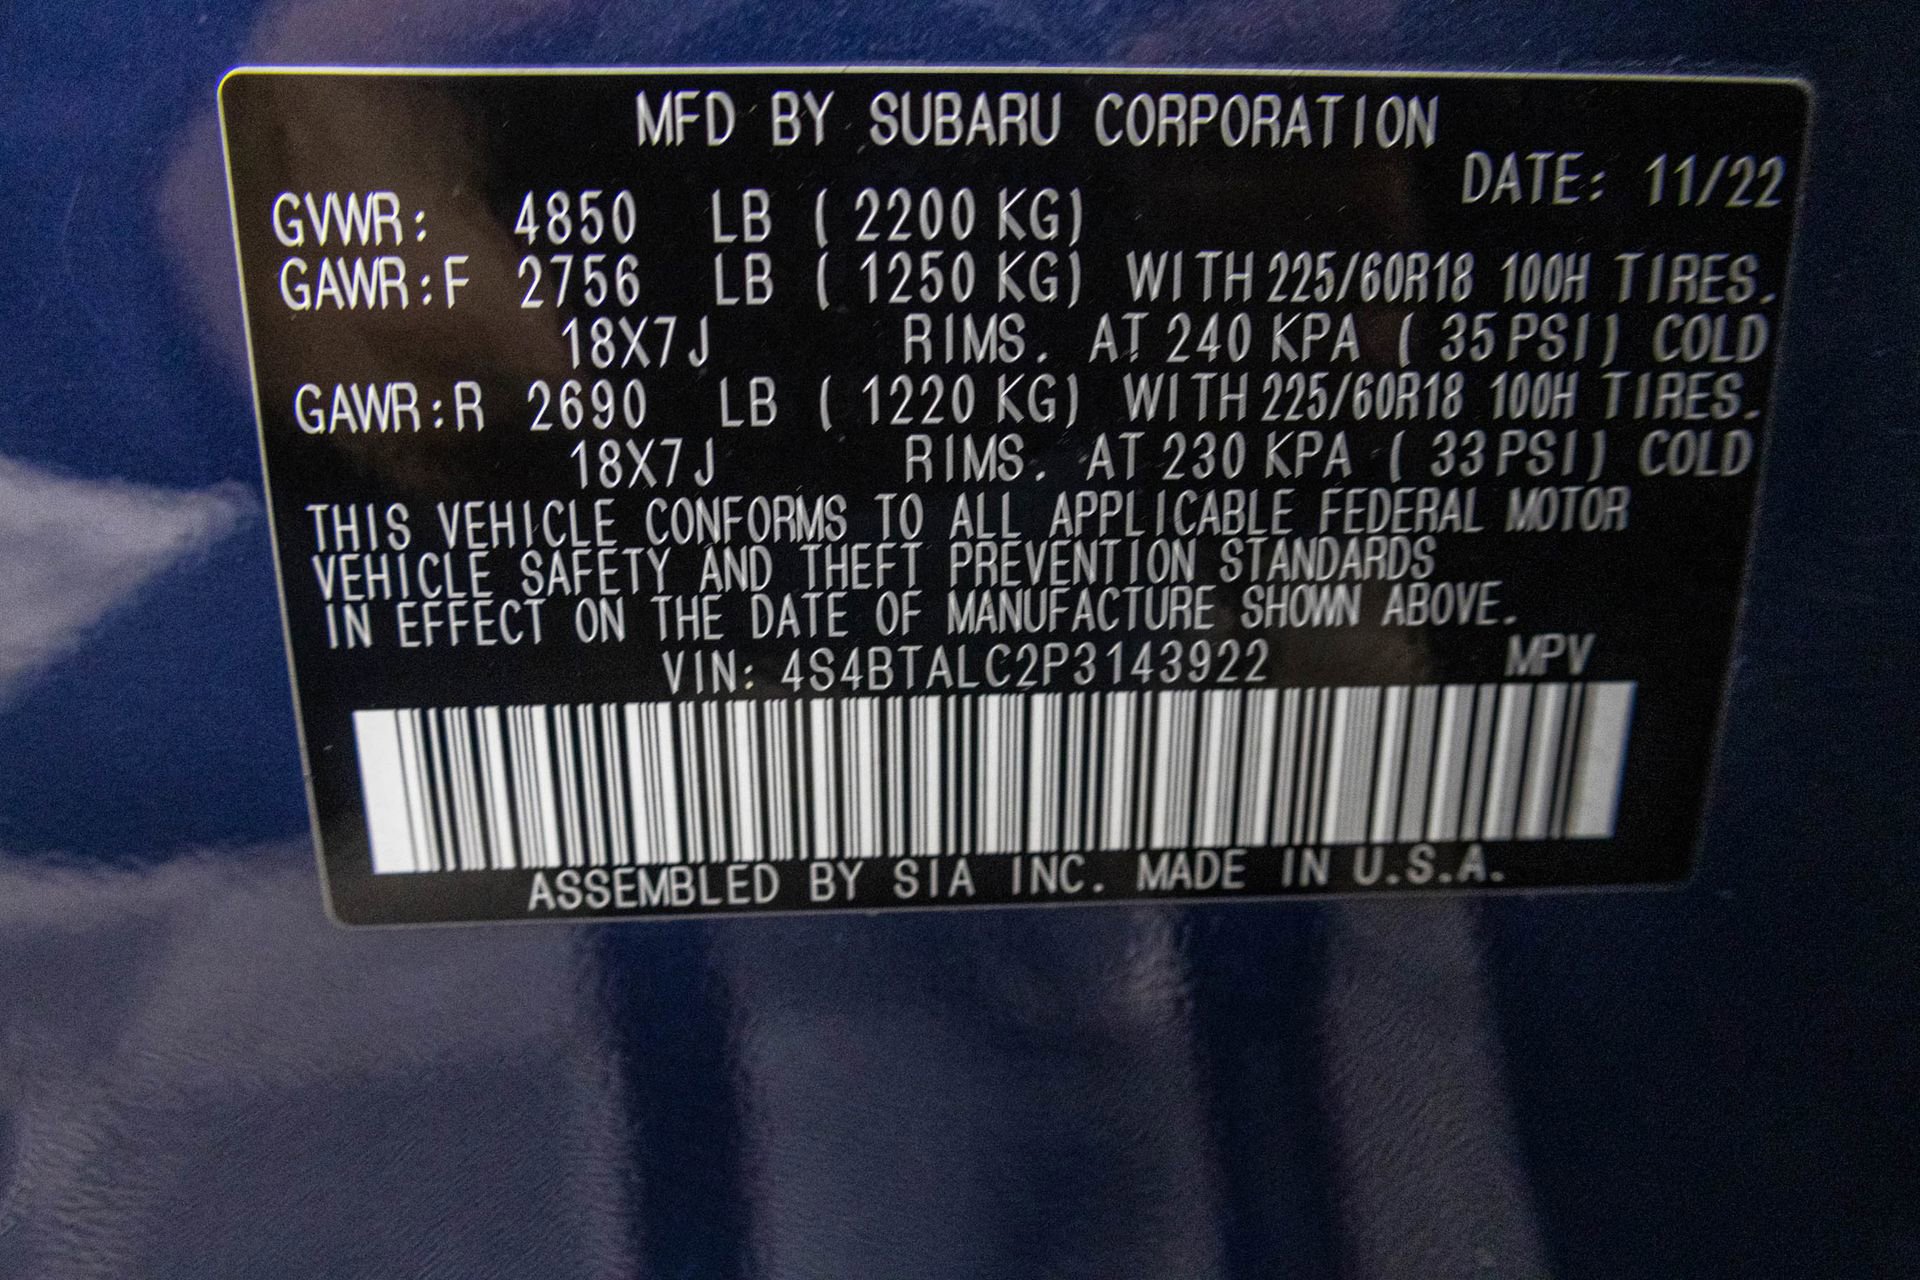 MFD BY SUBARU CORPORATION
DATE: 11/22
GVWR: 4850 LB ( 2200 KG)
GAWR:F 2756 LB ( 1250 KG) WITH 225/60R18 100H TIRES.
18X7J RIMS. AT 240 KPA ( 35 PSI) COLD
GAWR:R 2690 LB ( 1220 KG) WITH 225/60R18 100H TIRES.
18X7J RIMS. AT 230 KPA ( 33 PSI) COLD
THIS VEHICLE CONFORMS TO ALL APPLICABLE FEDERAL MOTOR
VEHICLE SAFETY AND THEFT PREVENTION STANDARDS
IN EFFECT ON THE DATE OF MANUFACTURE SHOWN ABOVE.
VIN: 4S4BTALC2P3143922 MPV
ASSEMBLED BY SIA INC. MADE IN U.S.A.